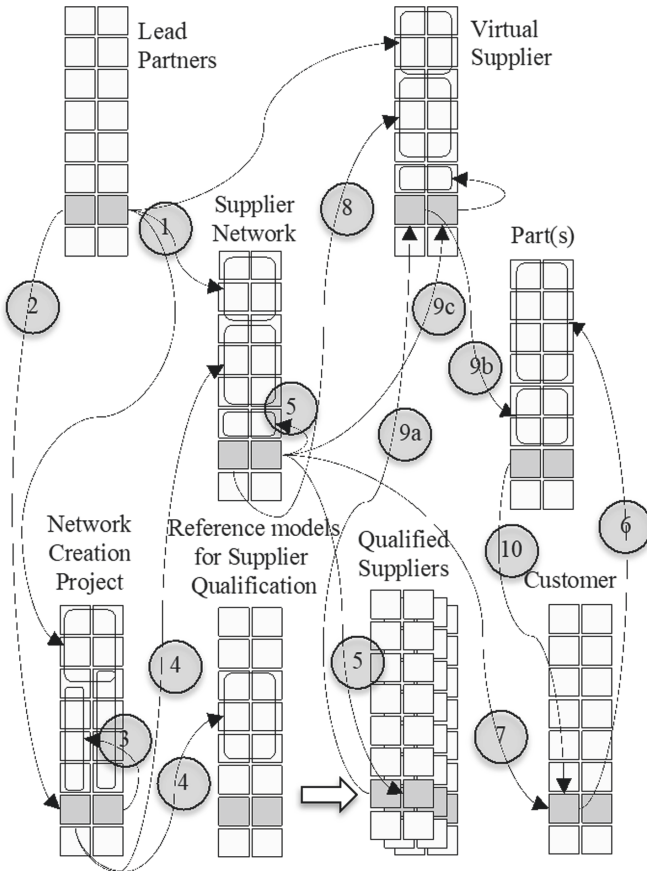 Lead
Partners
Virtual
Supplier
1
Supplier
Network
8
Part(s)
2
9c
9b
5
9a
Network
Creation
Project
Reference models
for Supplier
Qualification
Qualified
Suppliers
10
6
Customer
4
5
3
4
7